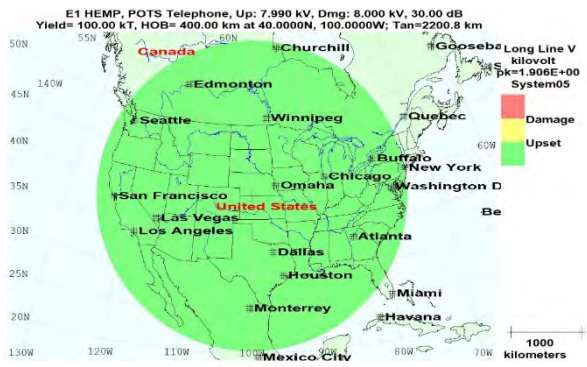 E1 HEMP, POTS Telephone, Up: 7.990 kV, Dmg: 8.000 kV, 30.00 dB
Yield= 100.00 kT, HOB= 400.00 km at 40.0000N, 100.0000W; Tan=2200.8 km
50N
55N
60N
Canada
Churchill
Gooseba
Long Line V
kilovolt
pk=1.906E+00
System05
140W
Edmonton
45N
Seattle
Winnipeg
Quebec
Damage
Upset
40N
60W
Buffalo
New York
35N
San Francisco
Omaha
Chicago
Washington D
United States
Las Vegas
Be
30N
Los Angeles
Atlanta
Dallas
25N
Houston
Monterrey
Miami
20N
Havana
1000
kilometers
130W
120W
110W
100W
Mexico City
90W
80W
70W